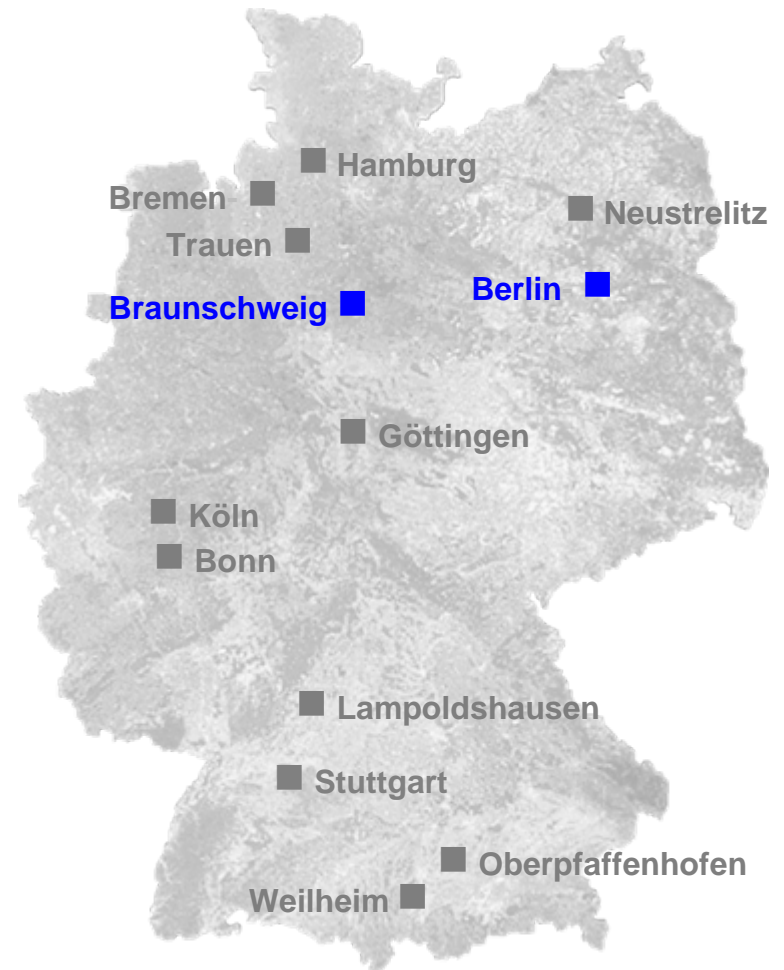 Hamburg
Bremen
Neustrelitz
Trauen
Berlin
Braunschweig
Göttingen
Köln
Bonn
Lampoldshausen
Stuttgart
Oberpfaffenhofen
Weilheim